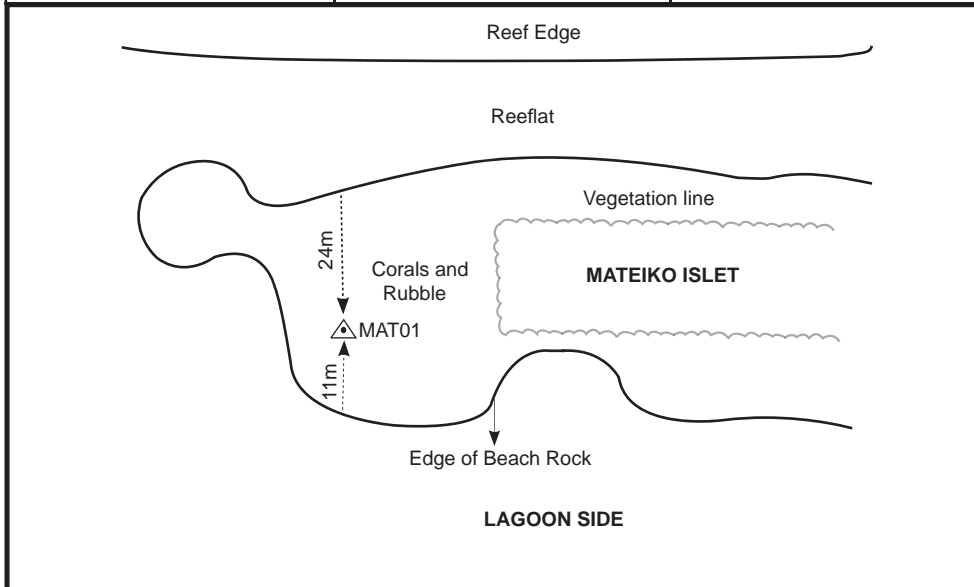 Reef Edge
Reeflat
Vegetation line
24m
Corals and
Rubble
MATEIKO ISLET
MAT01
11m
Edge of Beach Rock
LAGOON SIDE